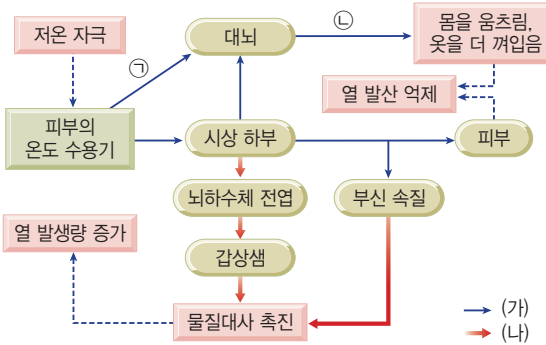 저온 자극
㉠
대뇌
㉡
몸을 움츠림,
옷을 더 껴입음
열 발산 억제
피부의
온도 수용기
시상 하부
피부
뇌하수체 전엽
부신 속질
열 발생량 증가
갑상샘
물질대사 촉진
(가)
(나)